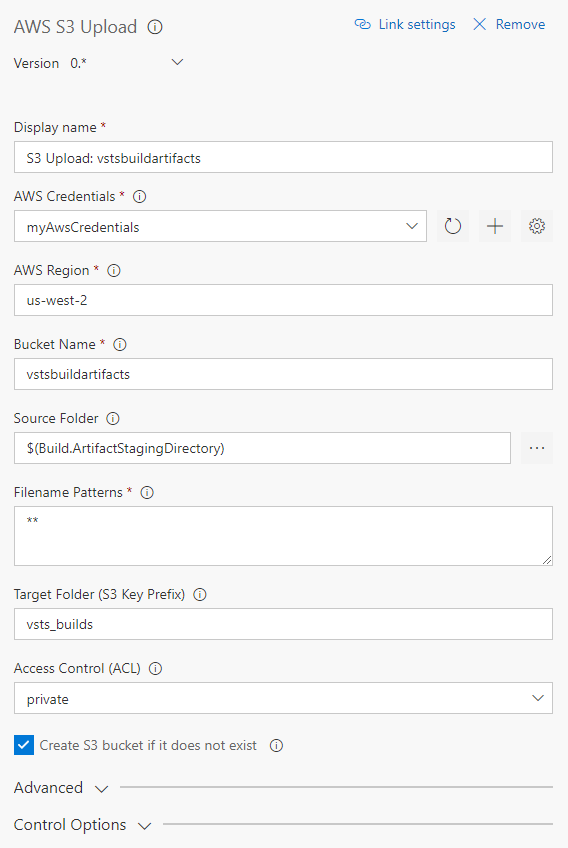 AWS S3 Upload Link settings Remove
Version 0.*
Display name *
S3 Upload: vstsbuildartifacts
AWS Credentials *
myAwsCredentials
AWS Region *
us-west-2
Bucket Name *
vstsbuildartifacts
Source Folder
$(Build.ArtifactStagingDirectory)
Filename Patterns *
**
Target Folder (S3 Key Prefix)
vsts_builds
Access Control (ACL)
private
Create S3 bucket if it does not exist
Advanced
Control Options